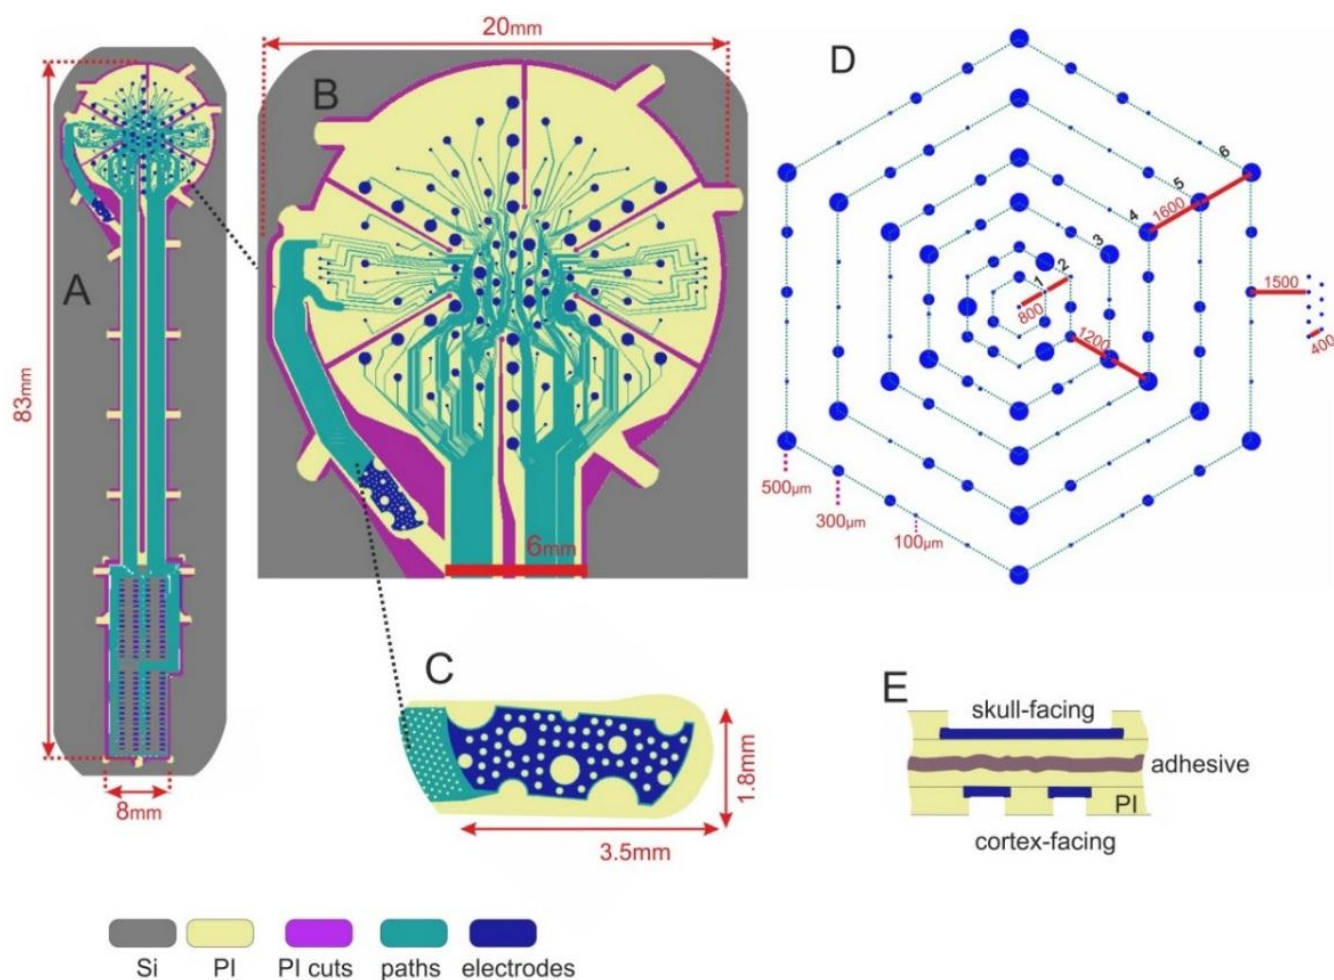 20mm
B
D
A
83mm
6mm
8mm
6
5
4
1600
3
2
1
800
1500
1200
400
500µm
300µm
100µm
C
1.8mm
3.5mm
E
skull-facing
adhesive
PI
cortex-facing
Si
PI
PI cuts
paths
electrodes